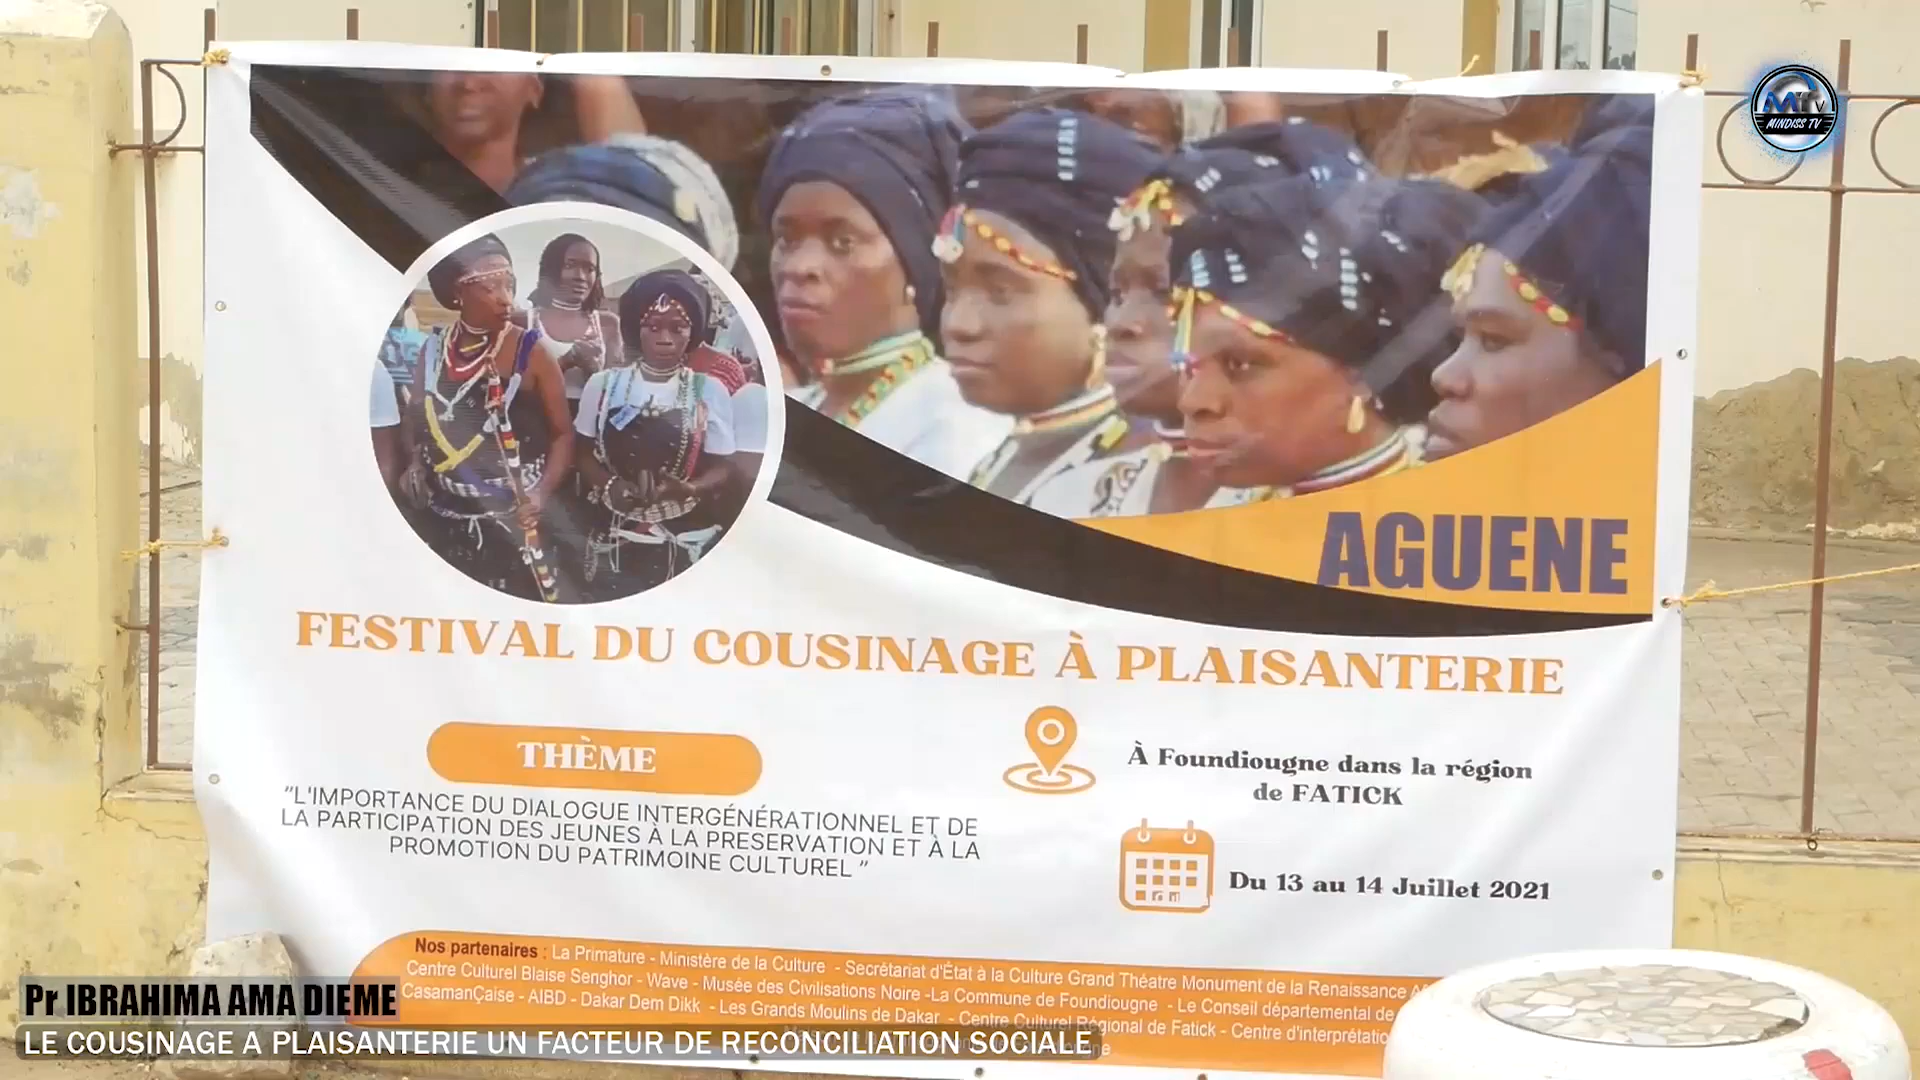 MTV
MINDISS TV
AGUENE
FESTIVAL DU COUSINAGE À PLAISANTERIE
THÈME
"L'IMPORTANCE DU DIALOGUE INTERGÉNÉRATIONNEL ET DE
LA PARTICIPATION DES JEUNES À LA PRESERVATION ET À LA
PROMOTION DU PATRIMOINE CULTUREL"
À Foundiougne dans la région
de FATICK
Du 13 au 14 Juillet 2021
Nos partenaires : La Primature - Ministère de la Culture - Secrétariat d'État à la Culture Grand Théatre Monument de la Renaissance
Centre Culturel Blaise Senghor - Wave - Musée des Civilisations Noire -La Commune de Foundiougne - Le Conseil départemental de
CasamanÇaise - AIBD - Dakar Dem Dikk - Les Grands Moulins de Dakar - Centre Culturel Régional de Fatick - Centre d'interprétatio
Pr IBRAHIMA AMA DIEME
LE COUSINAGE A PLAISANTERIE UN FACTEUR DE RECONCILIATION SOCIALE